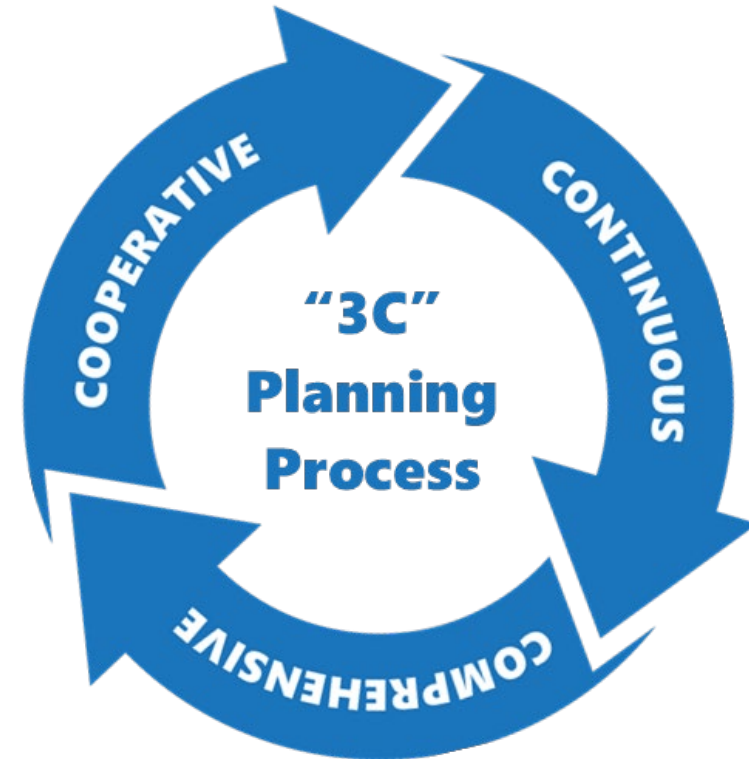 COOPERATIVE
CONTINUOUS
“3C”
Planning
Process
COMPREHENSIVE